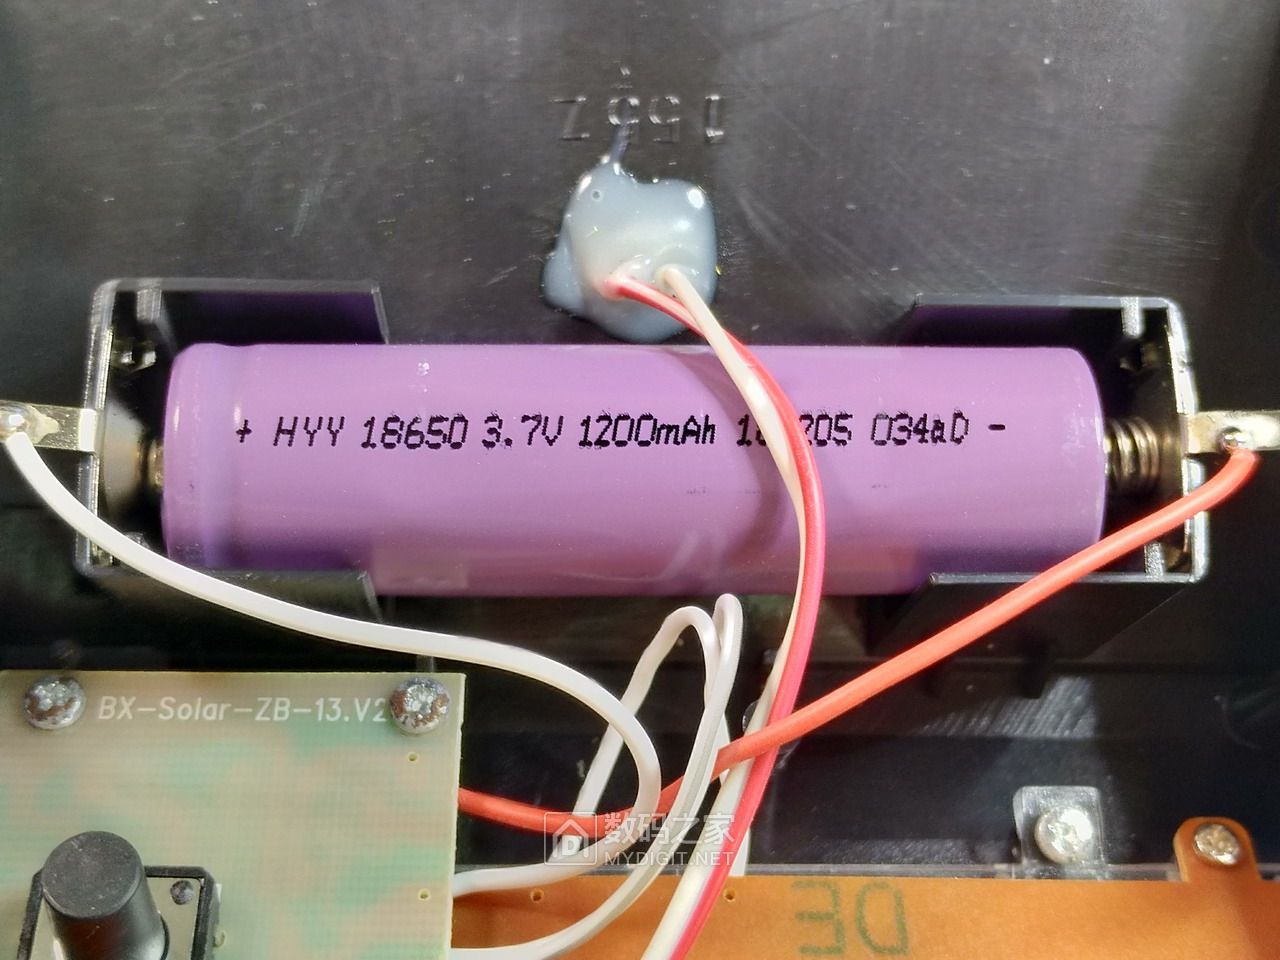 1557
+ HYY 18650 3.7V 1200mAh 205 034aD -
BX-Solar-ZB-13.V2
数码之家
MYDIGIT.NET
DE